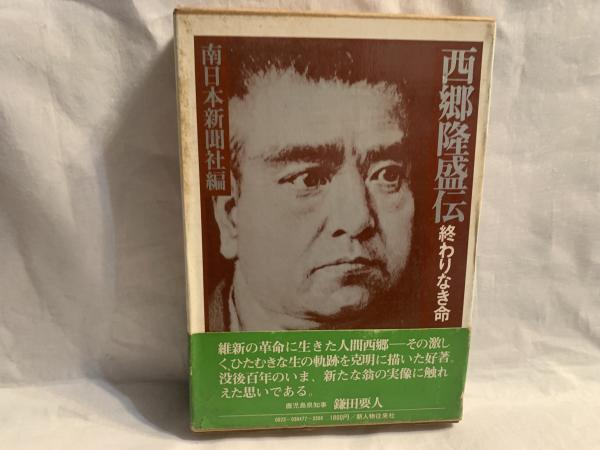 西郷隆盛伝
終わりなき命
南日本新聞社編
維新の革命に生きた人間西郷──その激し
く、ひたむきな生の軌跡を克明に描いた好著。
没後百年のいま、新たな翁の実像に触れ
えた思いである。
鹿児島県知事 鎌田要人
1800円/新人物往来社